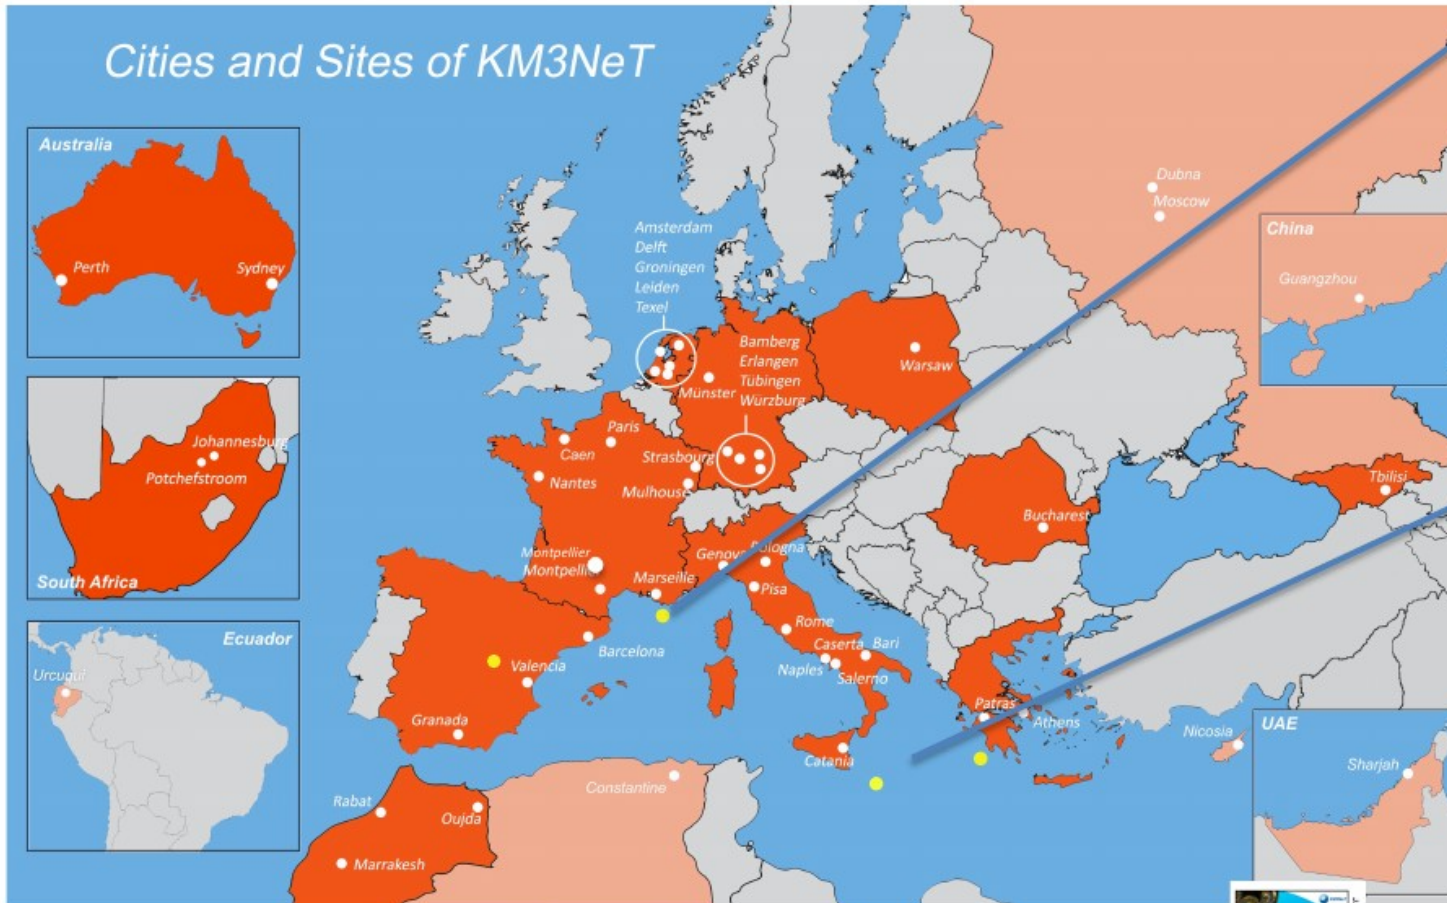 Cities and Sites of KM3NeT
Australia
Perth
Sydney
Johannesburg
Potchefstroom
South Africa
Ecuador
Urcuqui
Amsterdam
Delft
Groningen
Leiden
Texel
Bamberg
Erlangen
Tübingen
Würzburg
Münster
Warsaw
Dubna
Moscow
China
Guangzhou
Paris
Caen
Strasbourg
Nantes
Mulhouse
Bucharest
Tbilisi
Montpellier
Montpellier
Marseille
Genova
Bologna
Pisa
Rome
Barcelona
Caserta
Bari
Naples
Salerno
Valencia
Granada
Catania
Patras
Athens
Nicosia
UAE
Sharjah
Constantine
Rabat
Oujda
Marrakesh